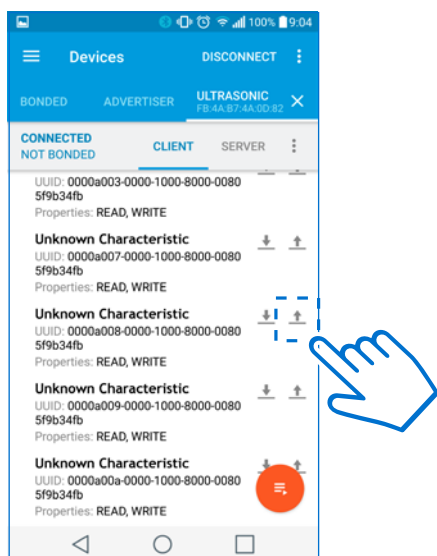 100% 9:04
Devices DISCONNECT
BONDED ADVERTISER ULTRASONIC
FB:4A:B7:4A:0D:82
CONNECTED
NOT BONDED CLIENT SERVER
UUID: 0000a003-0000-1000-8000-0080
5f9b34fb
Properties: READ, WRITE
Unknown Characteristic
UUID: 0000a007-0000-1000-8000-0080
5f9b34fb
Properties: READ, WRITE
Unknown Characteristic
UUID: 0000a008-0000-1000-8000-0080
5f9b34fb
Properties: READ, WRITE
Unknown Characteristic
UUID: 0000a009-0000-1000-8000-0080
5f9b34fb
Properties: READ, WRITE
Unknown Characteristic
UUID: 0000a00a-0000-1000-8000-0080
5f9b34fb
Properties: READ, WRITE